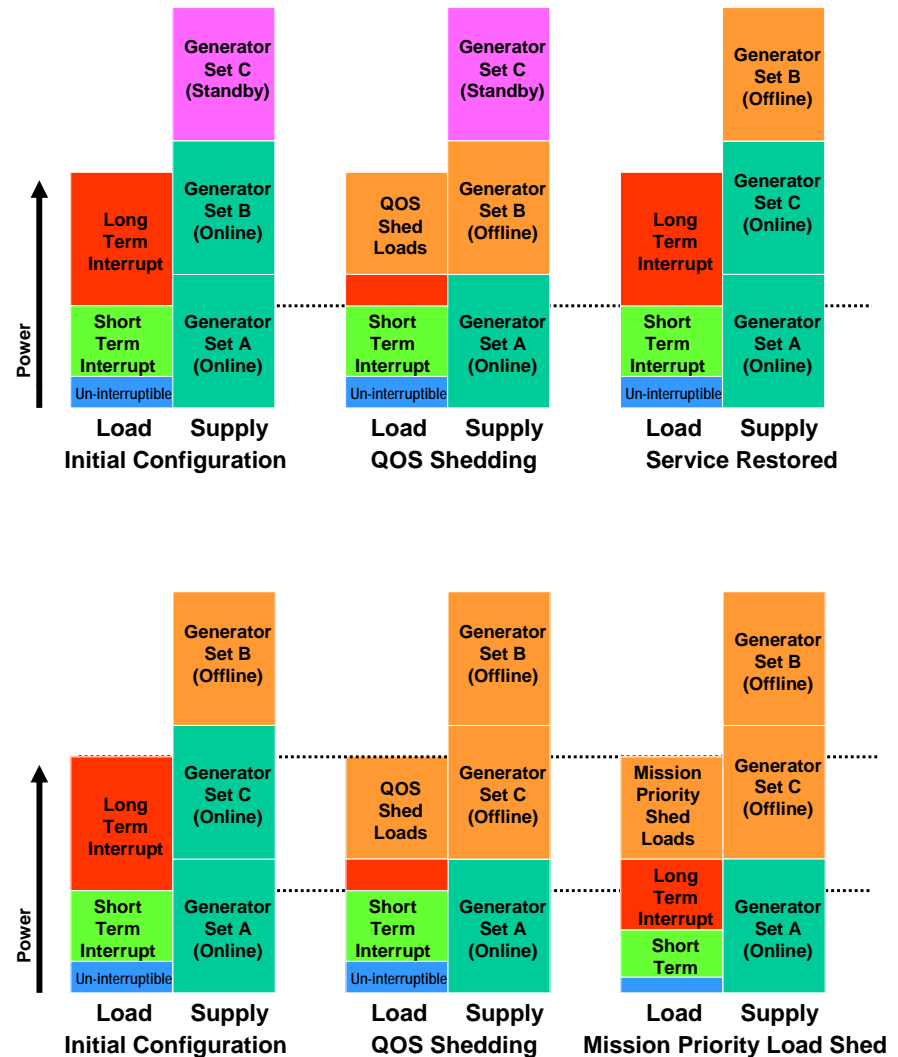 Generator
Set C
(Standby)
Generator
Set B
(Online)
Generator
Set A
(Online)
Long
Term
Interrupt
Short
Term
Interrupt
Un-interruptible
Power
Load
Supply
Initial Configuration
Generator
Set C
(Standby)
Generator
Set B
(Offline)
Generator
Set A
(Online)
QOS
Shed
Loads
Short
Term
Interrupt
Un-interruptible
Load
Supply
QOS Shedding
Generator
Set B
(Offline)
Generator
Set C
(Online)
Generator
Set A
(Online)
Long
Term
Interrupt
Short
Term
Interrupt
Un-interruptible
Load
Supply
Service Restored
Generator
Set B
(Offline)
Generator
Set C
(Online)
Generator
Set A
(Online)
Long
Term
Interrupt
Short
Term
Interrupt
Un-interruptible
Power
Load
Supply
Initial Configuration
Generator
Set B
(Offline)
Generator
Set C
(Offline)
Generator
Set A
(Online)
QOS
Shed
Loads
Short
Term
Interrupt
Un-interruptible
Load
Supply
QOS Shedding
Generator
Set B
(Offline)
Generator
Set C
(Offline)
Generator
Set A
(Online)
Mission
Priority
Shed
Loads
Long
Term
Interrupt
Short
Term
Load
Supply
Mission Priority Load Shed